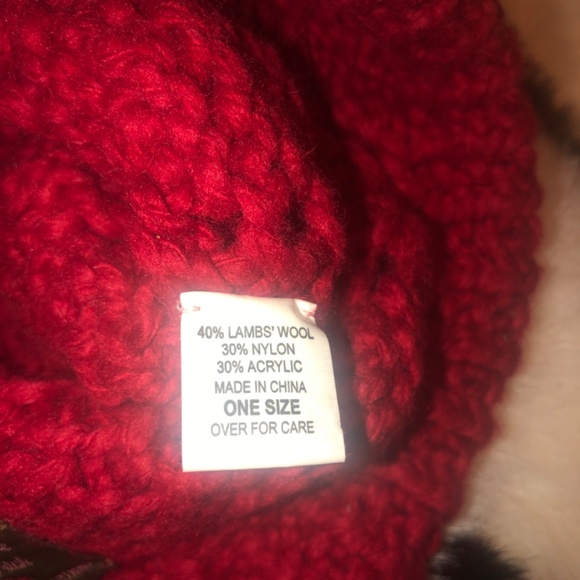 40% LAMBS' WOOL
30% NYLON
30% ACRYLIC
MADE IN CHINA
ONE SIZE
OVER FOR CARE